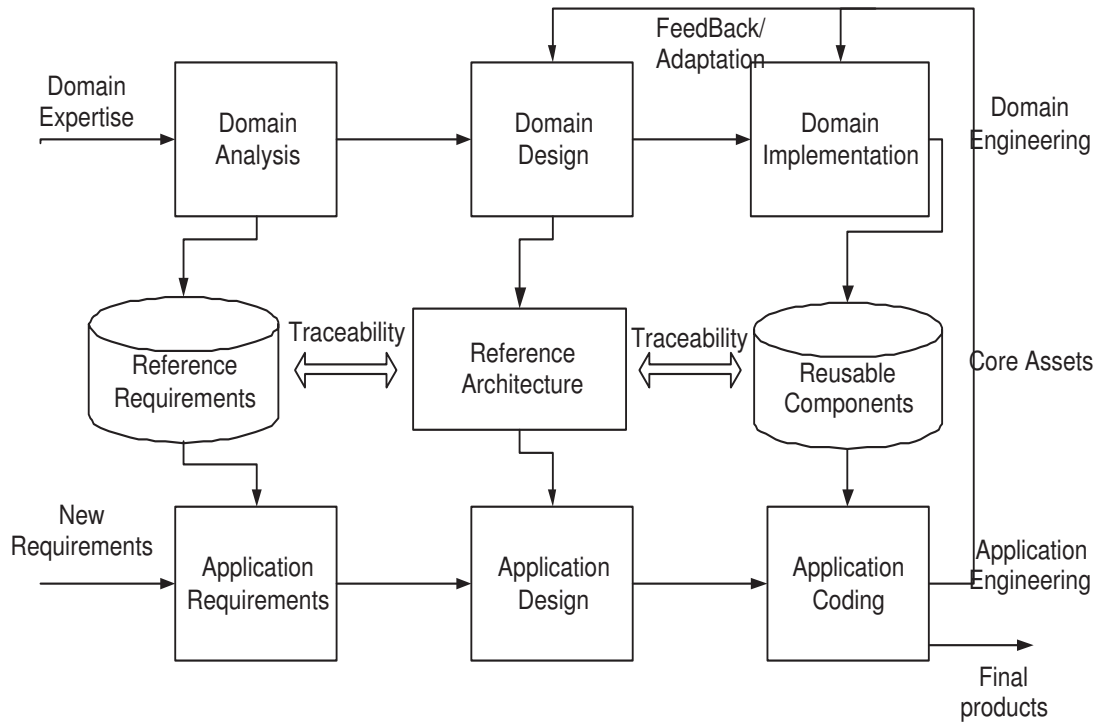 FeedBack/
Adaptation
Domain
Expertise
Domain
Analysis
Domain
Design
Domain
Implementation
Domain
Engineering
Reference
Requirements
Traceability
Reference
Architecture
Traceability
Reusable
Components
Core Assets
New
Requirements
Application
Requirements
Application
Design
Application
Coding
Application
Engineering
Final
products